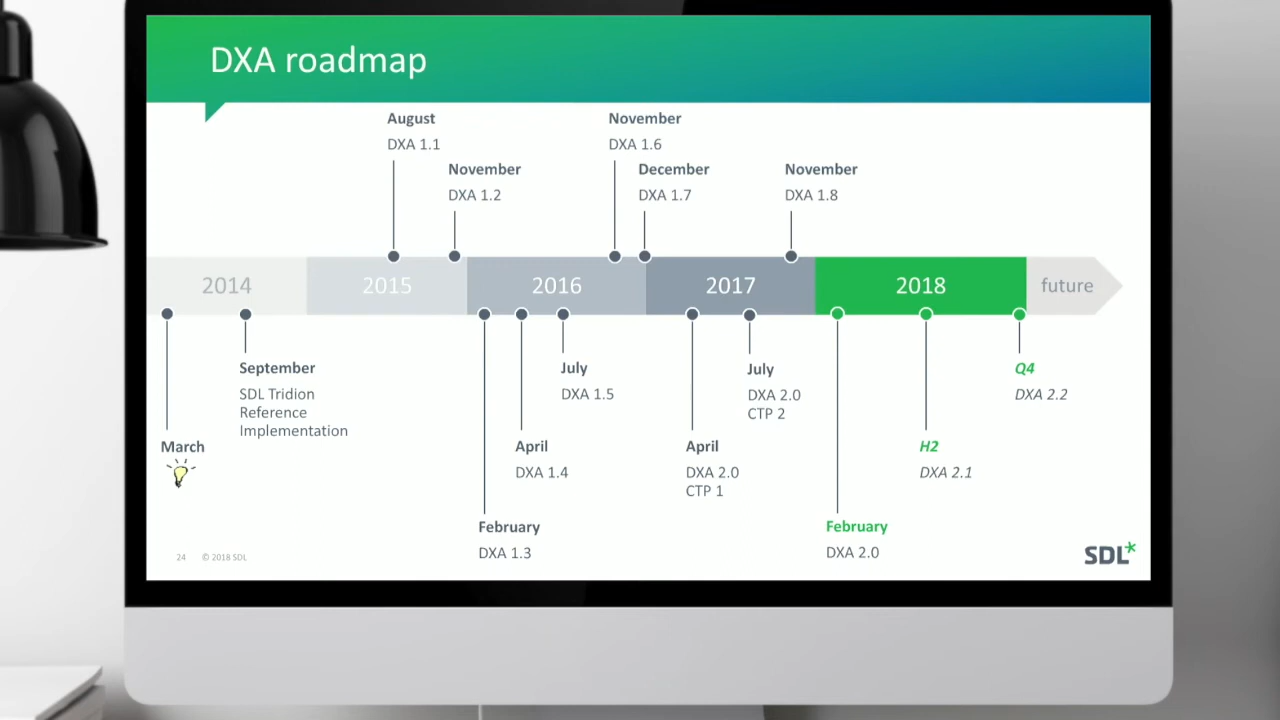 DXA roadmap
August
DXA 1.1
November
DXA 1.2
November
DXA 1.6
December
DXA 1.7
November
DXA 1.8
2014
2015
2016
2017
2018
future
March
September
SDL Tridion
Reference
Implementation
February
DXA 1.3
April
DXA 1.4
July
DXA 1.5
April
DXA 2.0
CTP 1
July
DXA 2.0
CTP 2
February
DXA 2.0
H2
DXA 2.1
Q4
DXA 2.2
24 © 2018 SDL
SDL*